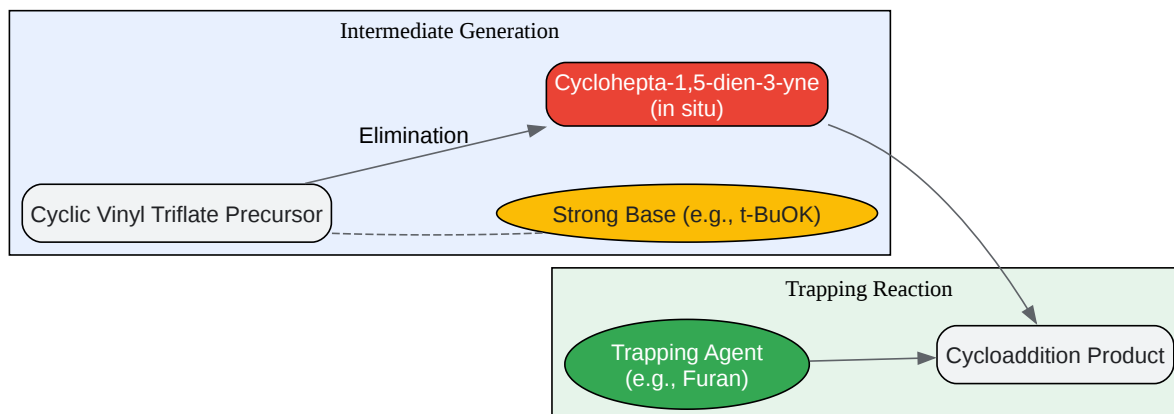 Intermediate Generation
Cyclohepta-1,5-dien-3-yne
(in situ)
Elimination
Cyclic Vinyl Triflate Precursor
Strong Base (e.g., t-BuOK)
Trapping Reaction
Trapping Agent
(e.g., Furan)
Cycloaddition Product